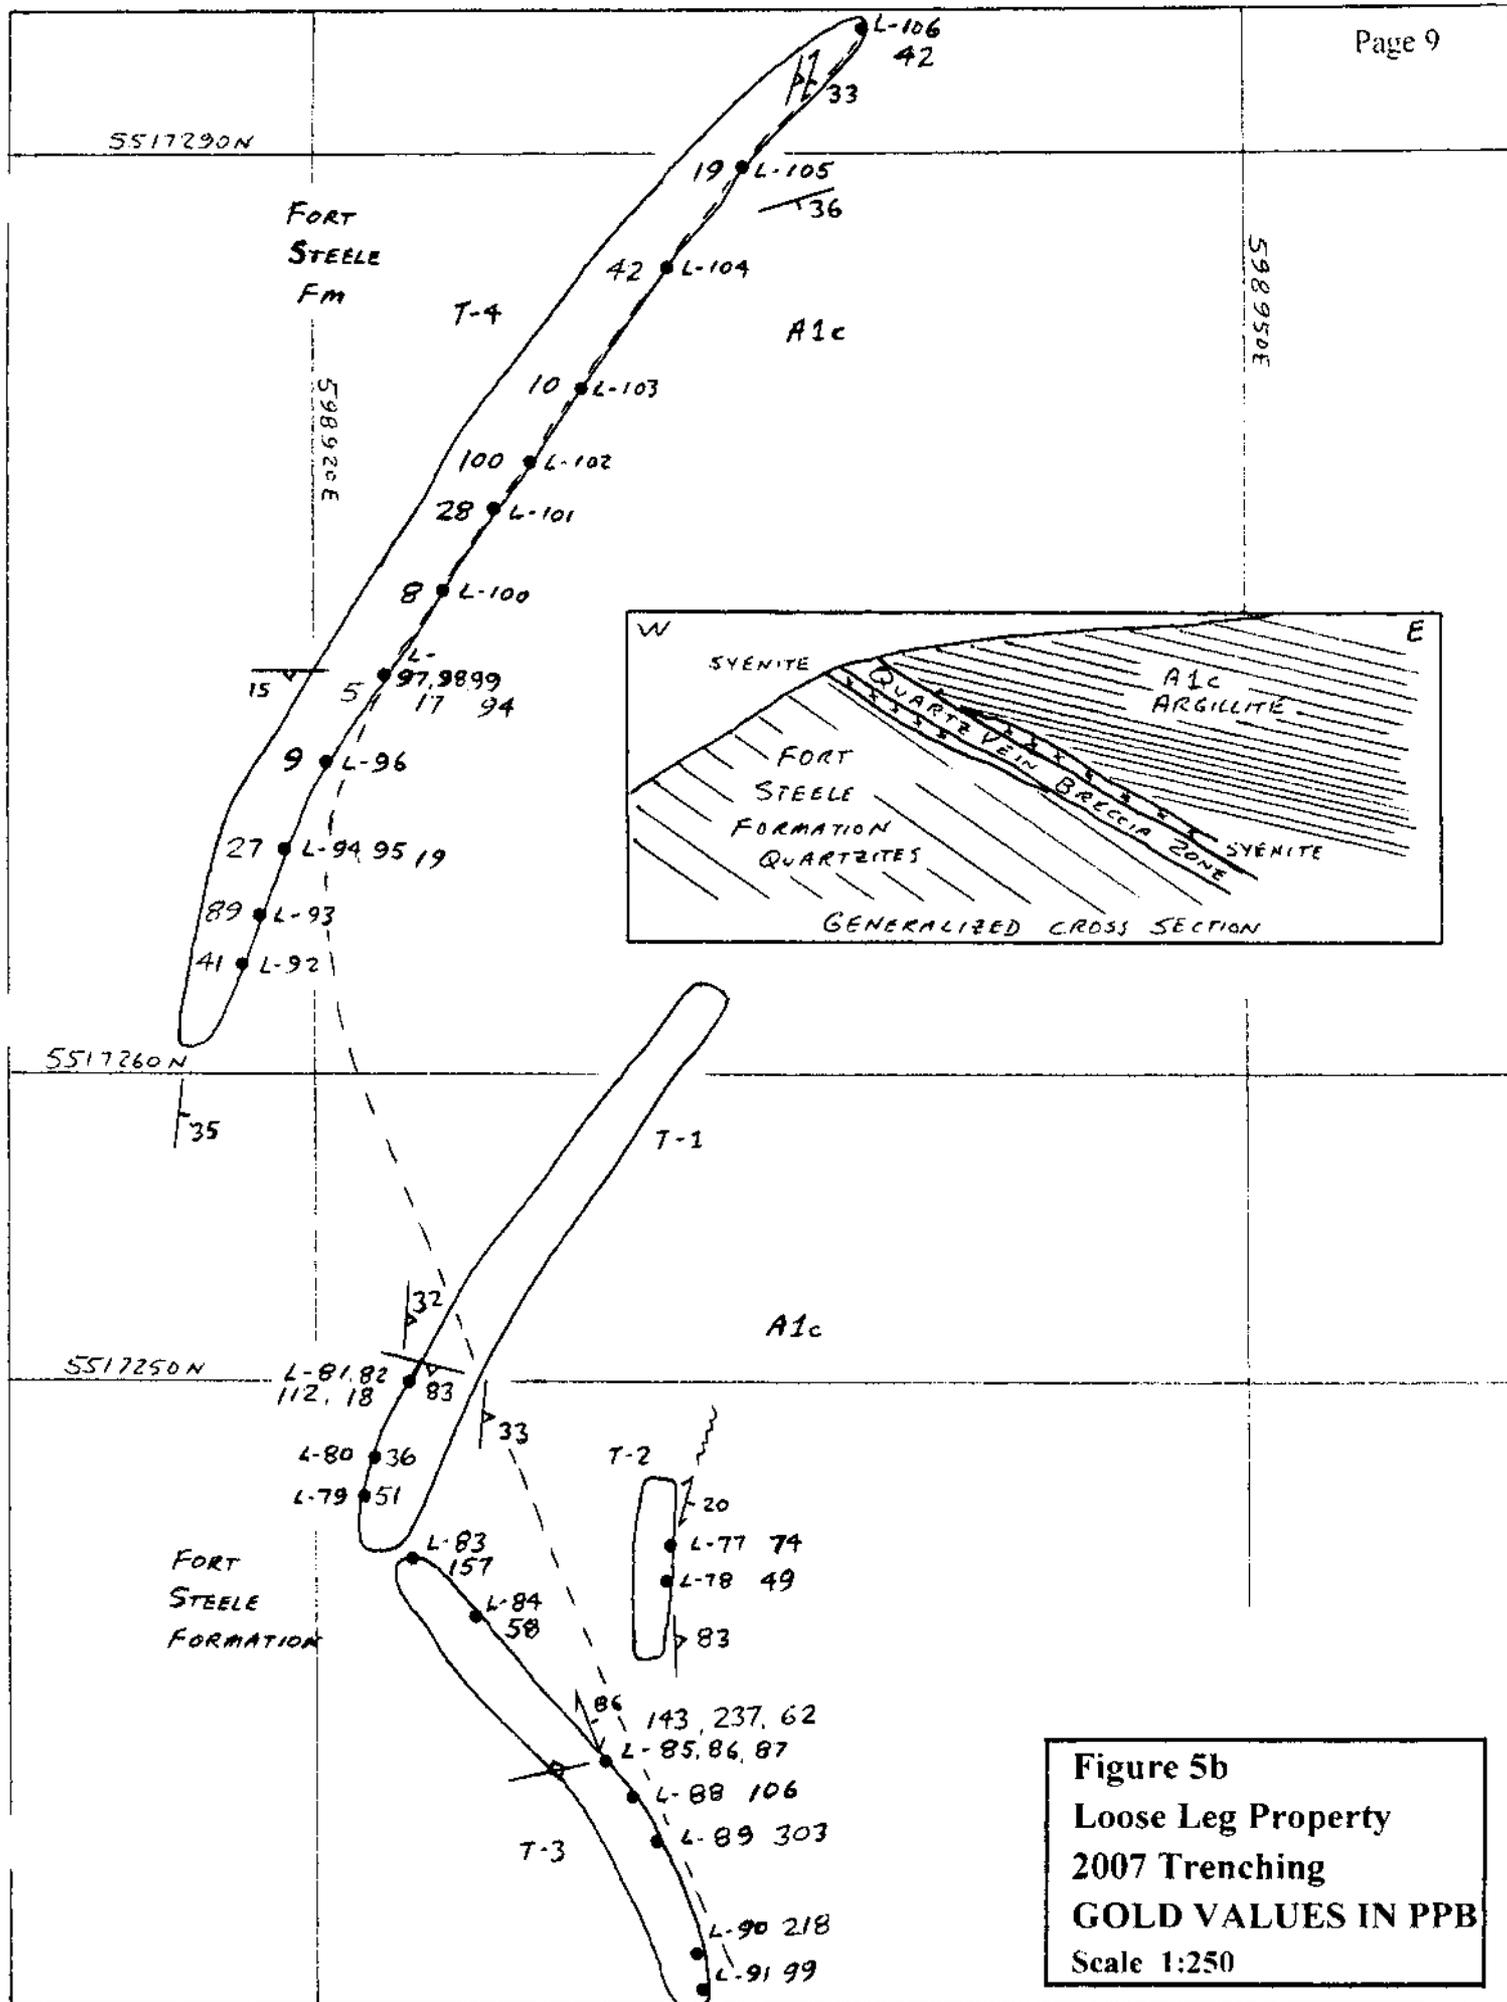 Page 9
L-106
42
33
5517290N
19 L-105
36
FORT
STEELE
Fm
42 L-104
598950E
T-4
A1c
10 L-103
598920E
100 L-102
28 L-101
8 L-100
W
E
SYENITE
A1c
ARGILLITE
QUARTZ VEIN BRECCIA ZONE
FORT
STEELE
FORMATION
QUARTZITES
SYENITE
GENERALIZED CROSS SECTION
15
L-
5 97,98,99
17 94
9 L-96
27 L-94,95 19
89 L-93
41 L-92
5517260N
35
T-1
32
A1c
5517250N
L-81,82
112, 18
83
33
L-80 36
L-79 51
T-2
20
L-77 74
L-78 49
83
L-83
157
FORT
STEELE
FORMATION
L-84
58
86
143, 237, 62
L-85,86,87
L-88 106
L-89 303
T-3
L-90 218
L-91 99
Figure 5b
Loose Leg Property
2007 Trenching
GOLD VALUES IN PPB
Scale 1:250